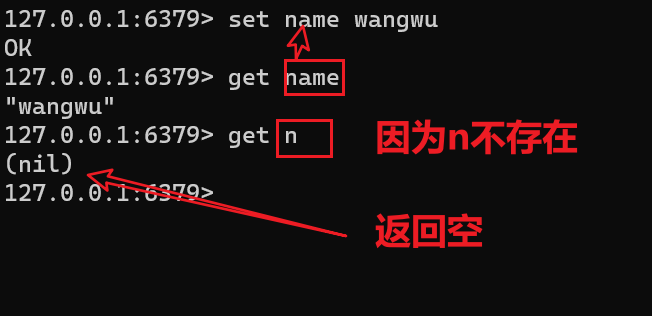 127.0.0.1:6379> set name wangwu
OK
127.0.0.1:6379> get name
"wangwu"
127.0.0.1:6379> get n
因为n不存在
(nil)
127.0.0.1:6379>
返回空